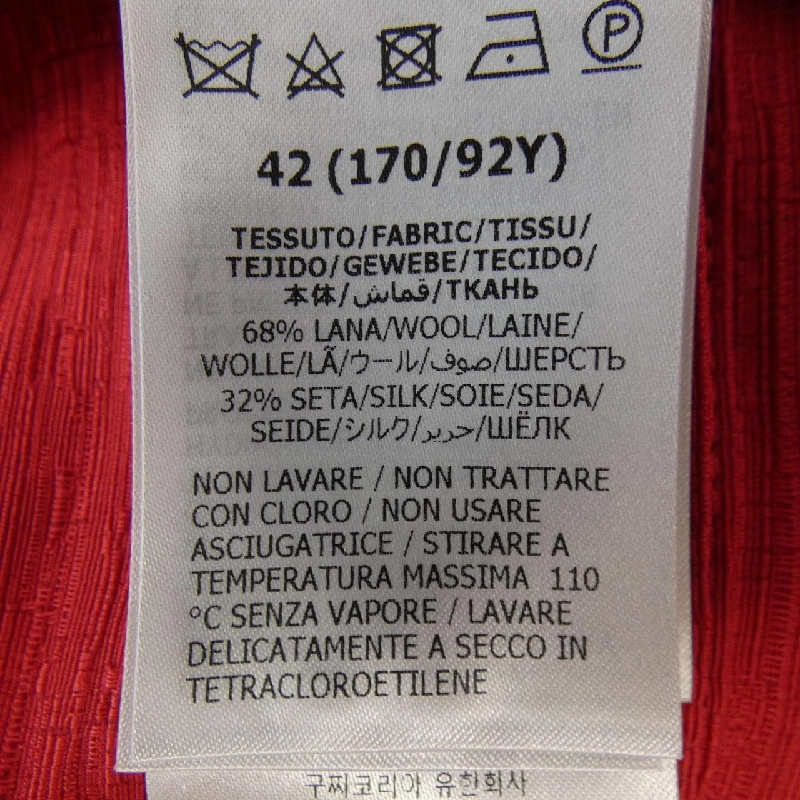 P
42 (170/92Y)
TESSUTO/FABRIC/TISSU/
TEJIDO/GEWEBE/TECIDO/
本体/قماش/ТКАНЬ
68% LANA/WOOL/LAINE/
WOLLE/LÃ/ウール/صوف/ШЕРСТЬ
32% SETA/SILK/SOIE/SEDA/
SEIDE/シルク/حرير/ШЁЛК
NON LAVARE / NON TRATTARE
CON CLORO / NON USARE
ASCIUGATRICE / STIRARE A
TEMPERATURA MASSIMA 110
°C SENZA VAPORE / LAVARE
DELICATAMENTE A SECCO IN
TETRACLOROETILENE
구찌코리아 유한회사